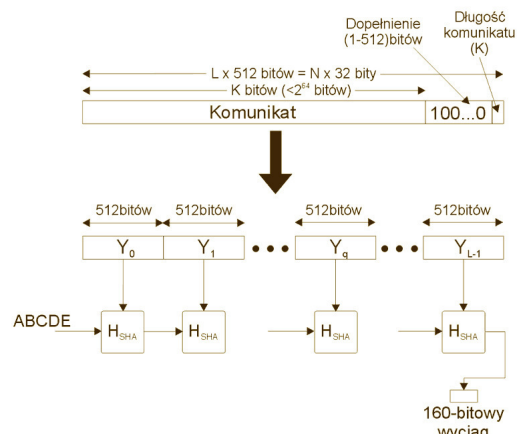 Dopełnienie
(1-512)bitów
Długość
komunikatu
(K)
L x 512 bitów = N x 32 bity
K bitów (<2^64 bitów)
Komunikat
100...0
512bitów 512bitów 512bitów 512bitów
Y0 Y1 Yq YL-1
ABCDE
HSHA HSHA HSHA HSHA
160-bitowy
wyciąg